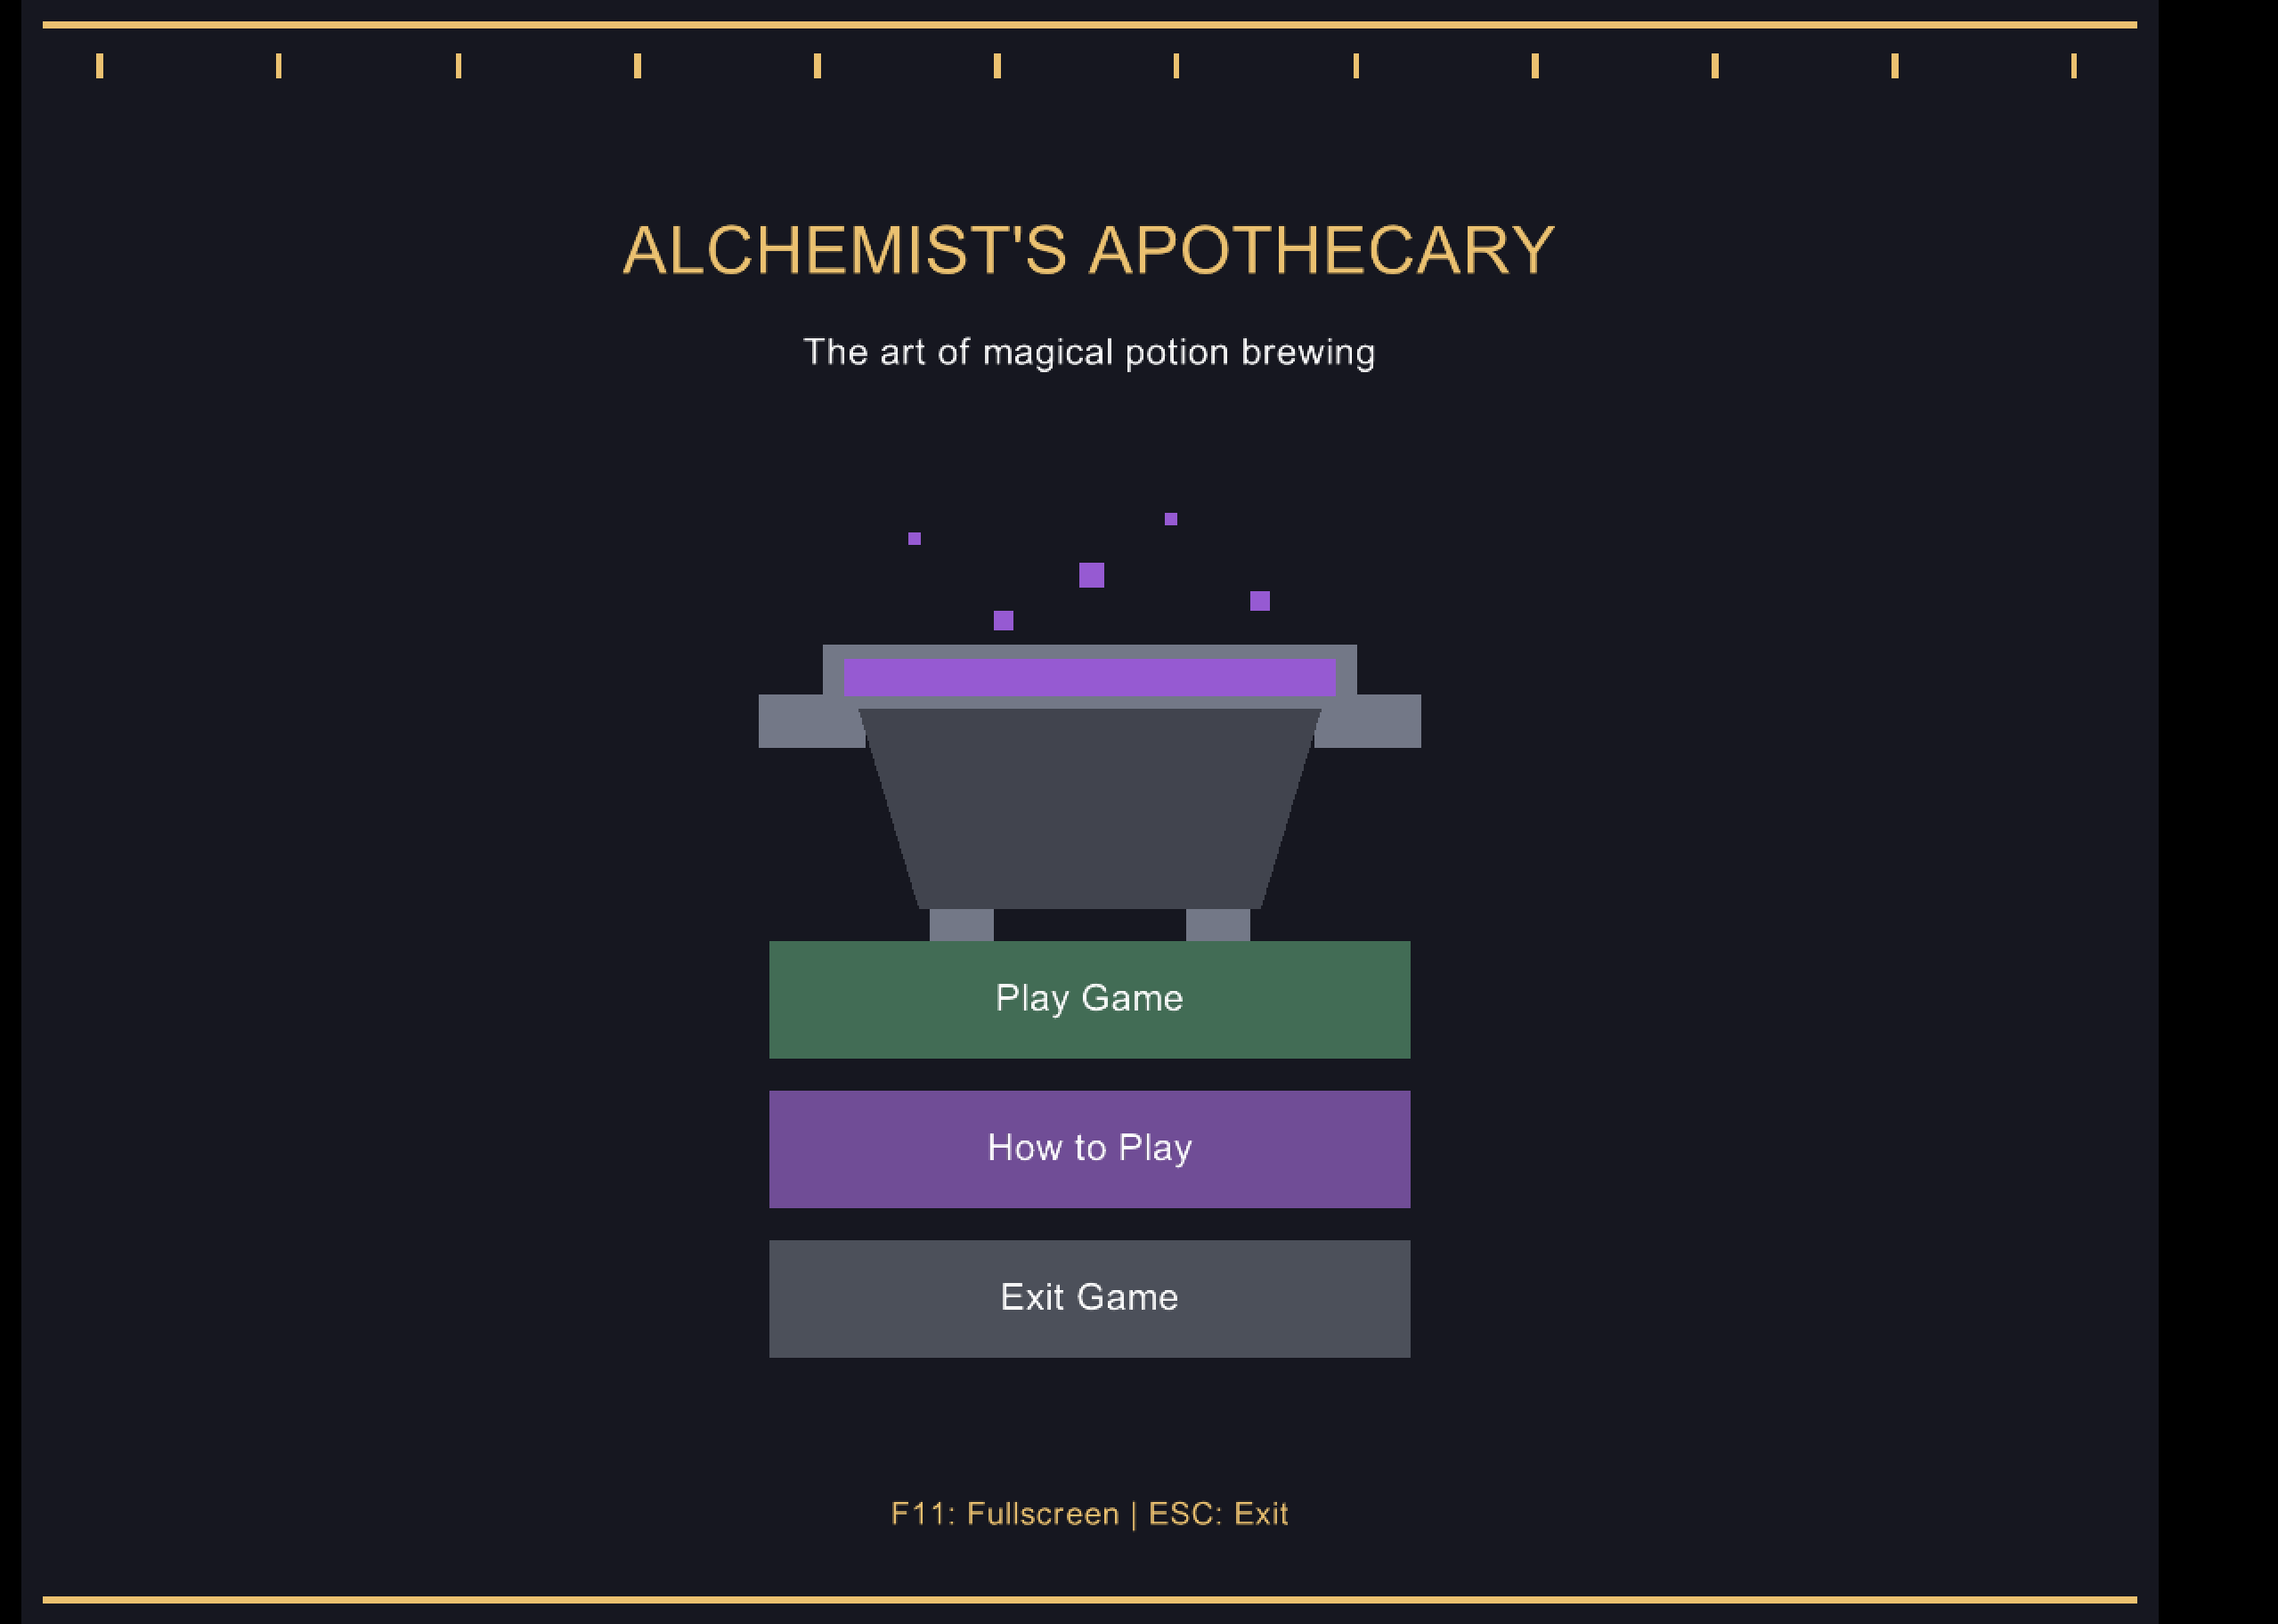 ALCHEMIST'S APOTHECARY
The art of magical potion brewing
Play Game
How to Play
Exit Game
F11: Fullscreen | ESC: Exit